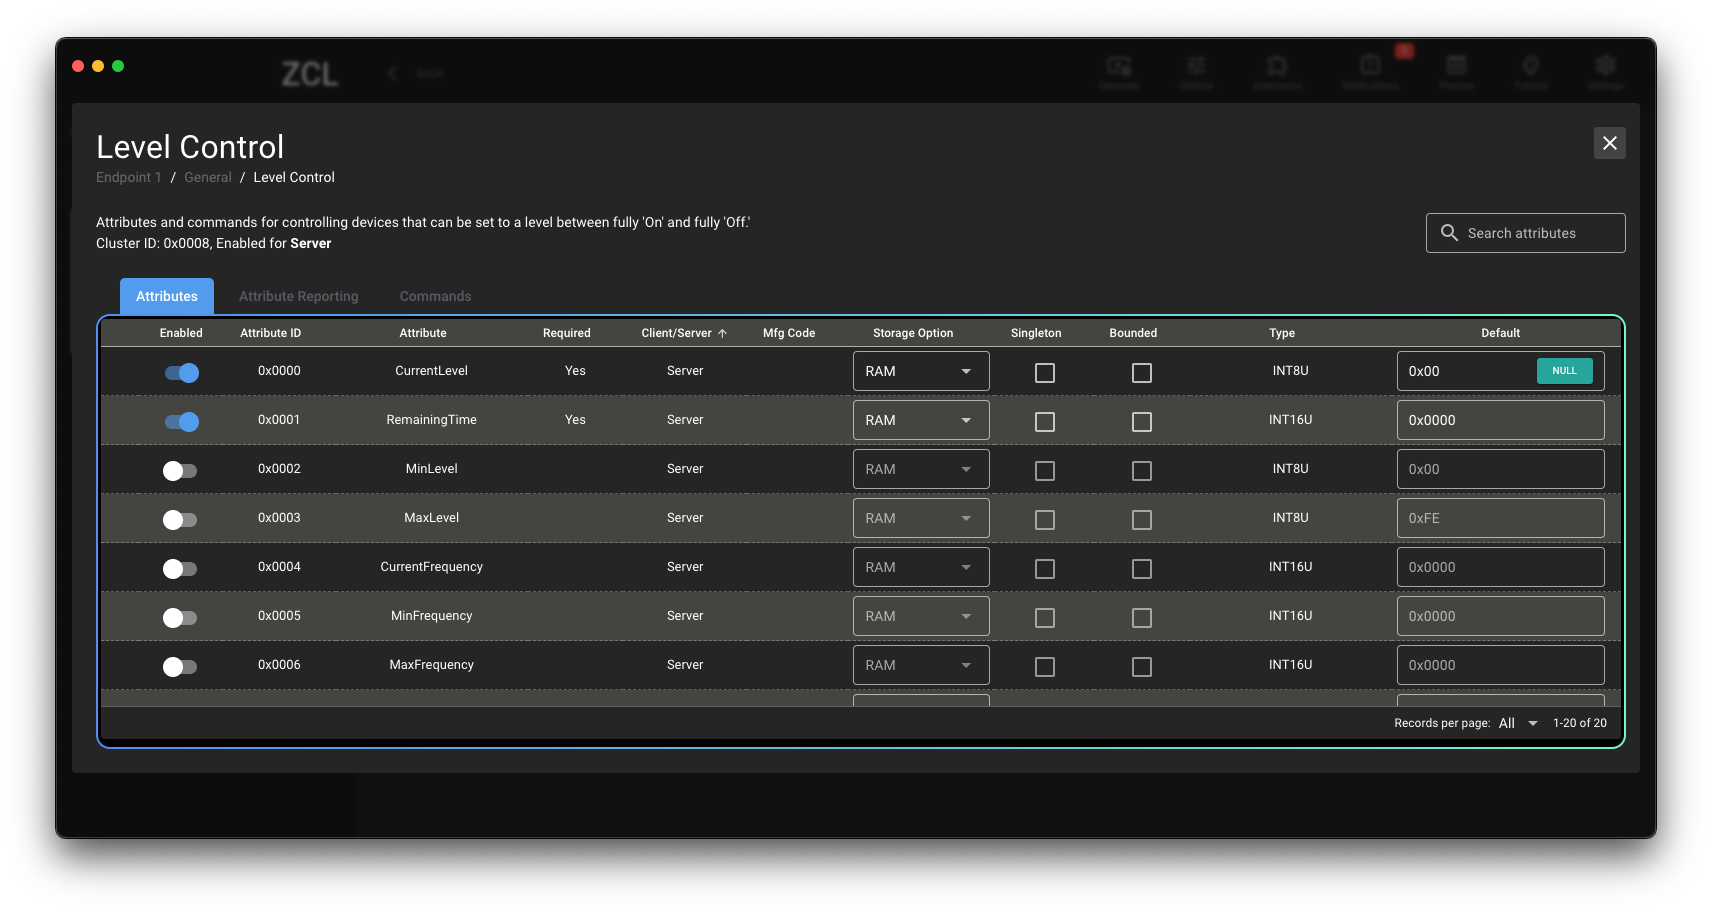 ZCL
BACK
Level Control
Endpoint 1 / General / Level Control
Attributes and commands for controlling devices that can be set to a level between fully 'On' and fully 'Off.'
Cluster ID: 0x0008, Enabled for Server
Search attributes
Attributes Attribute Reporting Commands
Enabled Attribute ID Attribute Required Client/Server Mfg Code Storage Option Singleton Bounded Type Default
0x0000 CurrentLevel Yes Server RAM INT8U 0x00 NULL
0x0001 RemainingTime Yes Server RAM INT16U 0x0000
0x0002 MinLevel Server RAM INT8U 0x00
0x0003 MaxLevel Server RAM INT8U 0xFE
0x0004 CurrentFrequency Server RAM INT16U 0x0000
0x0005 MinFrequency Server RAM INT16U 0x0000
0x0006 MaxFrequency Server RAM INT16U 0x0000
Records per page: All 1-20 of 20